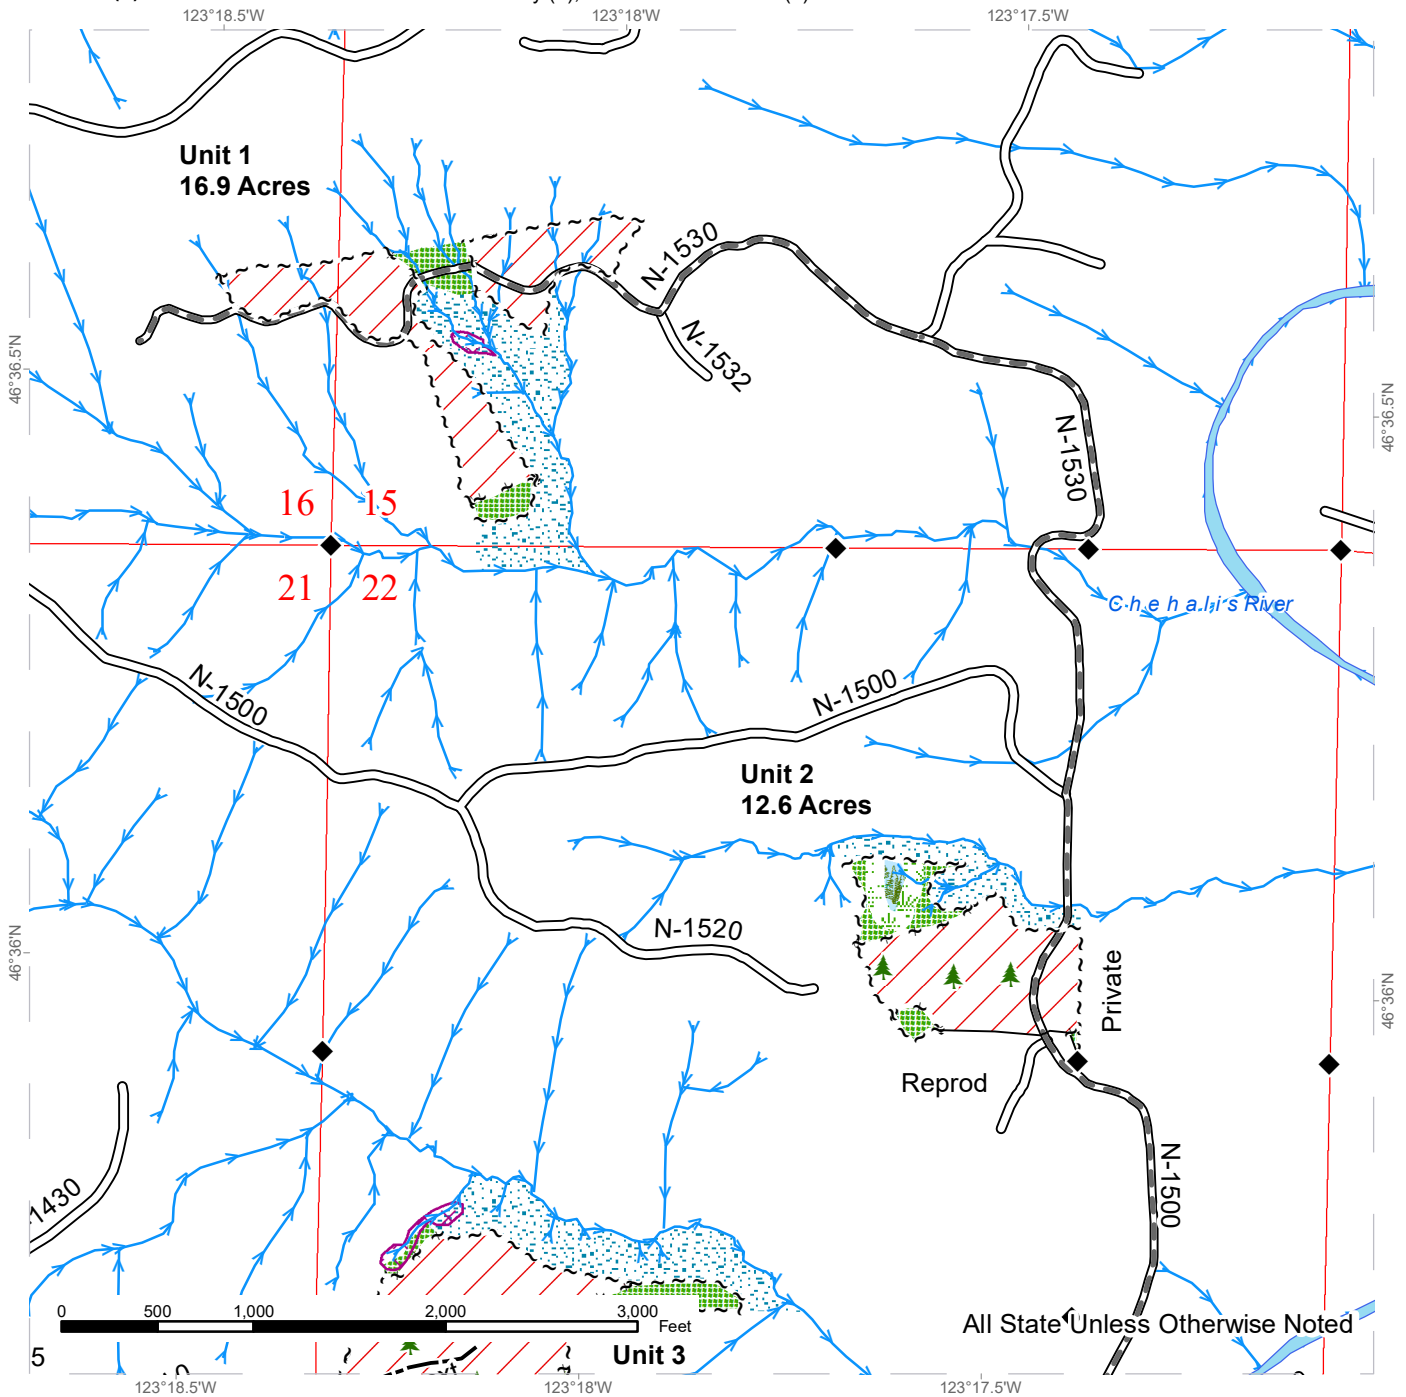 123°18.5'W 123°18'W 123°17.5'W
Unit 1
16.9 Acres
N-1530
N-1532
46°36.5'N
46°36.5'N
N-1530
16 15
21 22
C h e h a l i s River
N-1500
N-1500
Unit 2
12.6 Acres
N-1520
46°36'N
46°36'N
Private
Reprod
N-1500
1430
0 500 1,000 2,000 3,000
Feet
All State Unless Otherwise Noted
Unit 3
5
123°18.5'W 123°18'W 123°17.5'W